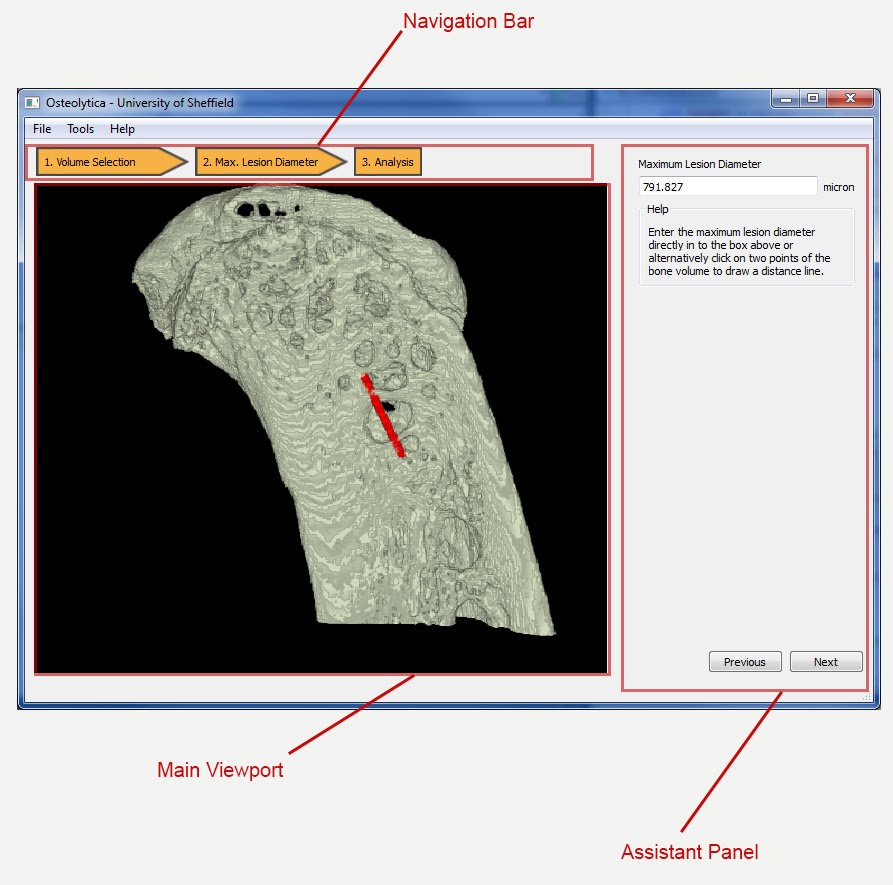 Navigation Bar
Osteolytica - University of Sheffield
File Tools Help
1. Volume Selection
2. Max. Lesion Diameter
3. Analysis
Maximum Lesion Diameter
791.827 micron
Help
Enter the maximum lesion diameter
directly in to the box above or
alternatively click on two points of the
bone volume to draw a distance line.
Previous
Next
Main Viewport
Assistant Panel